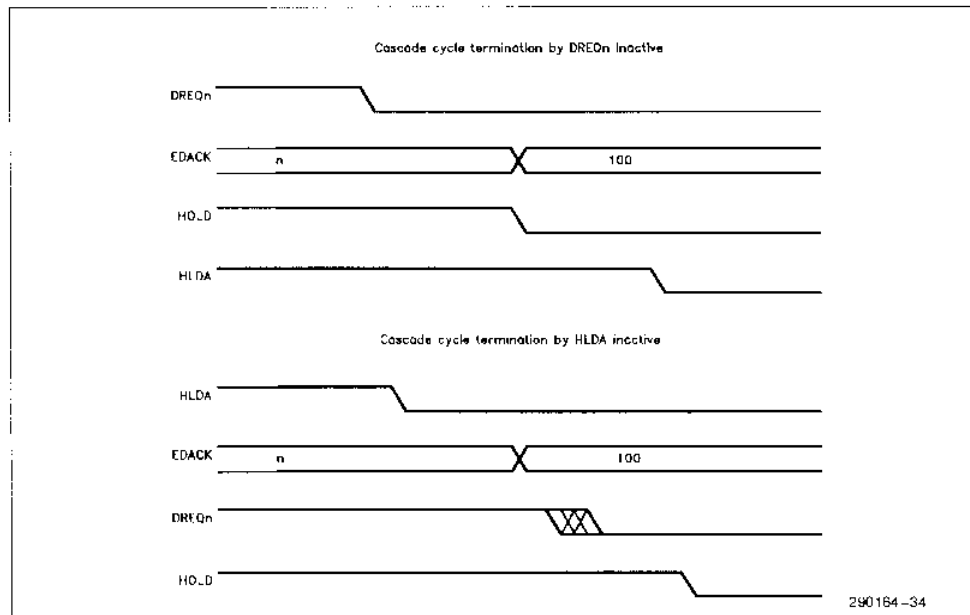 Cascade cycle termination by DREQn inactive
DREQn
EDACK n 100
HOLD
HLDA
Cascade cycle termination by HLDA inactive
HLDA
EDACK n 100
DREQn
HOLD
290164-34